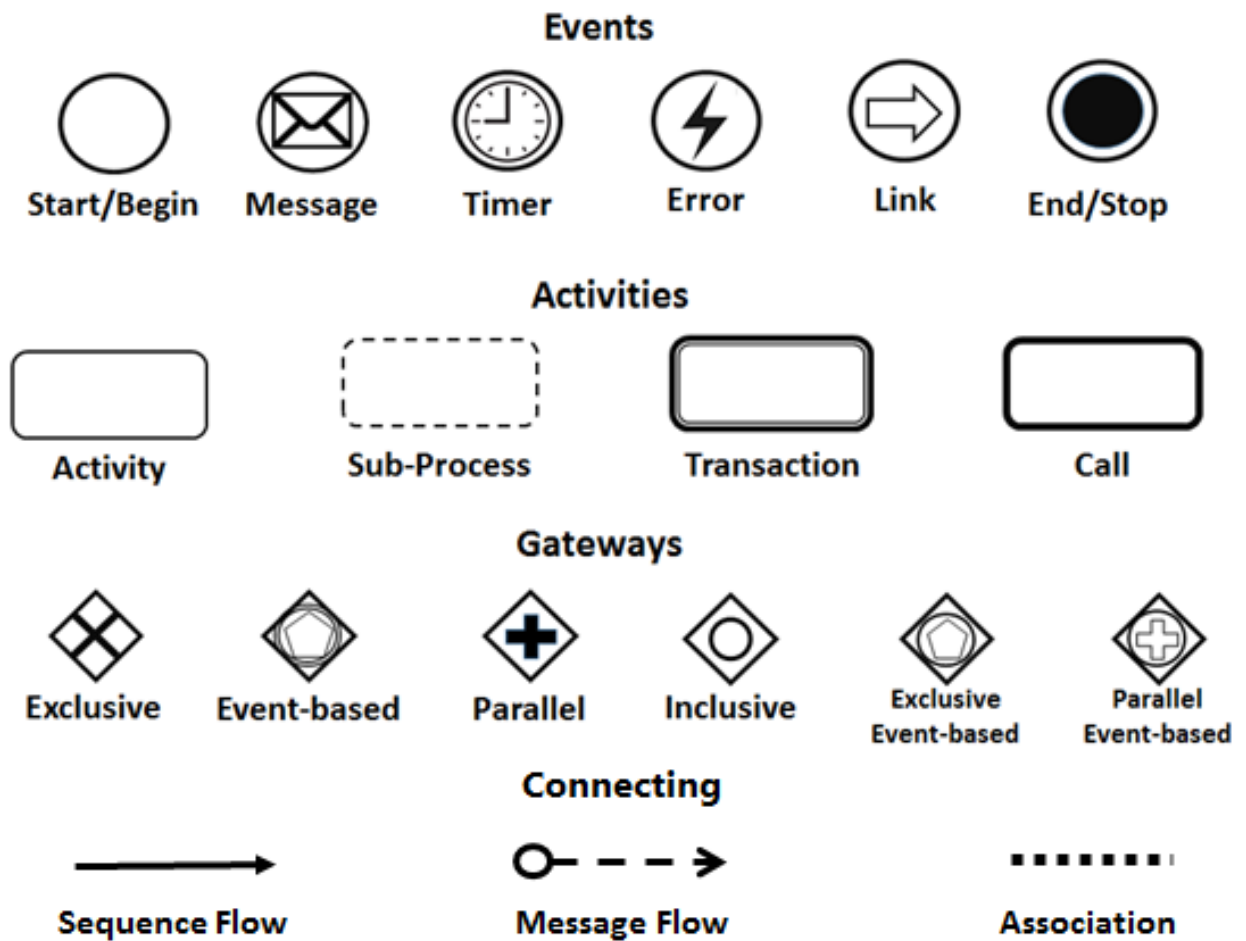 Events
Start/Begin Message Timer Error Link End/Stop
Activities
Activity Sub-Process Transaction Call
Gateways
Exclusive Event-based Parallel Inclusive Exclusive Parallel
Event-based Event-based
Connecting
Sequence Flow Message Flow Association